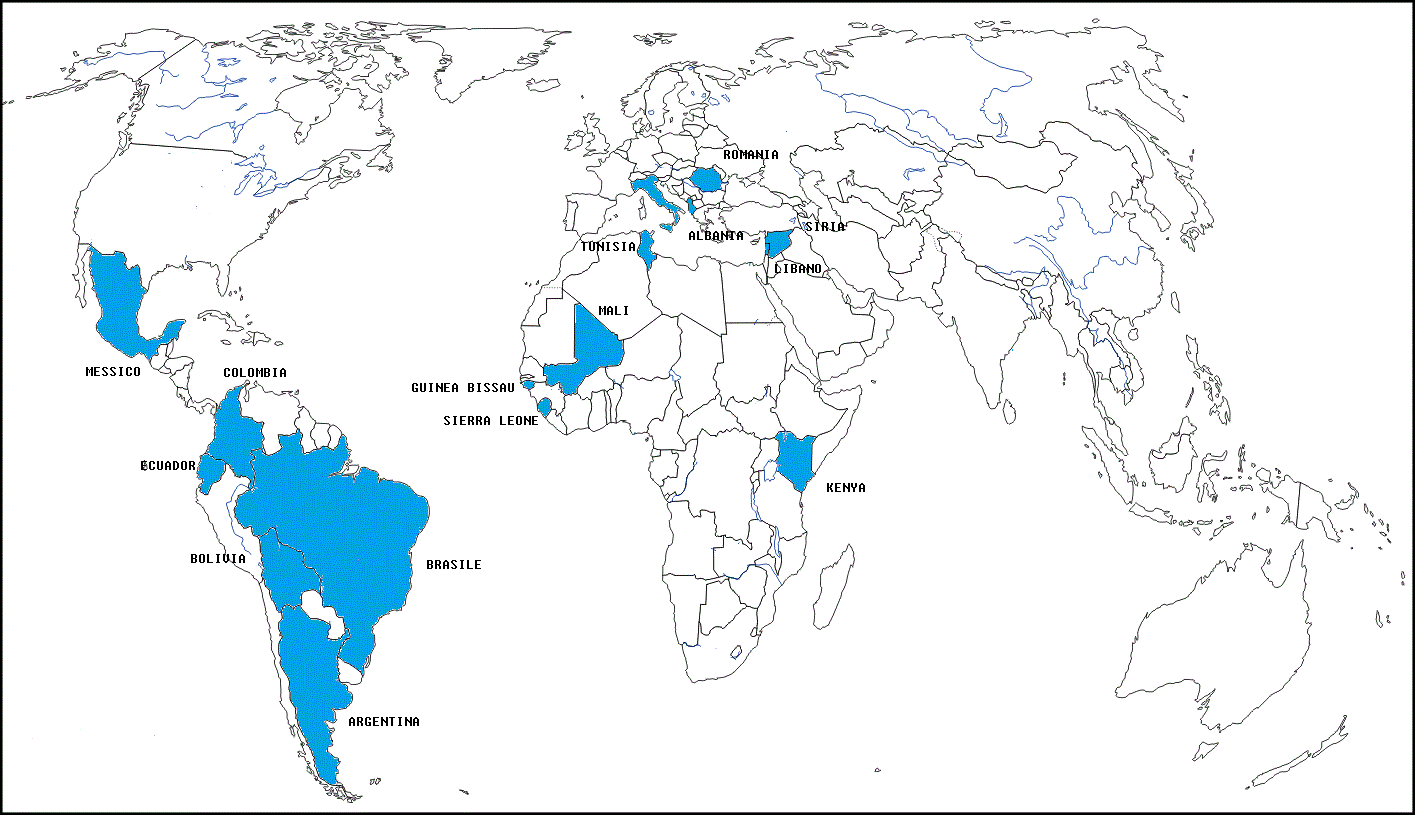 ROMANIA
SIRIA
ALBANIA
TUNISIA
LIBANO
MALI
MESSICO
COLOMBIA
GUINEA BISSAU
SIERRA LEONE
ECUADOR
KENYA
BOLIVIA
BRASILE
ARGENTINA